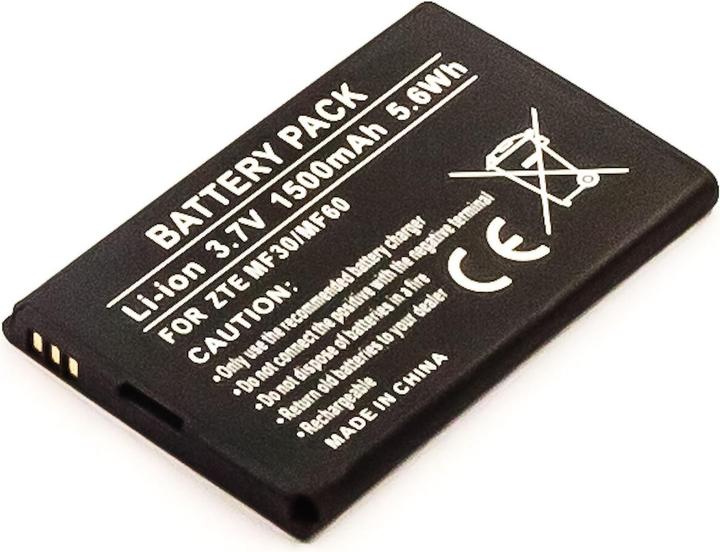 BATTERY PACK
Li-ion 3.7V 1500mAh 5.6Wh
FOR ZTE MF30/MF60
CAUTION:
*Only use the recommended battery charger
*Do not connect the positive with the negative terminal
*Do not dispose of batteries in a fire
*Return old batteries to your dealer
*Rechargeable
MADE IN CHINA
CE